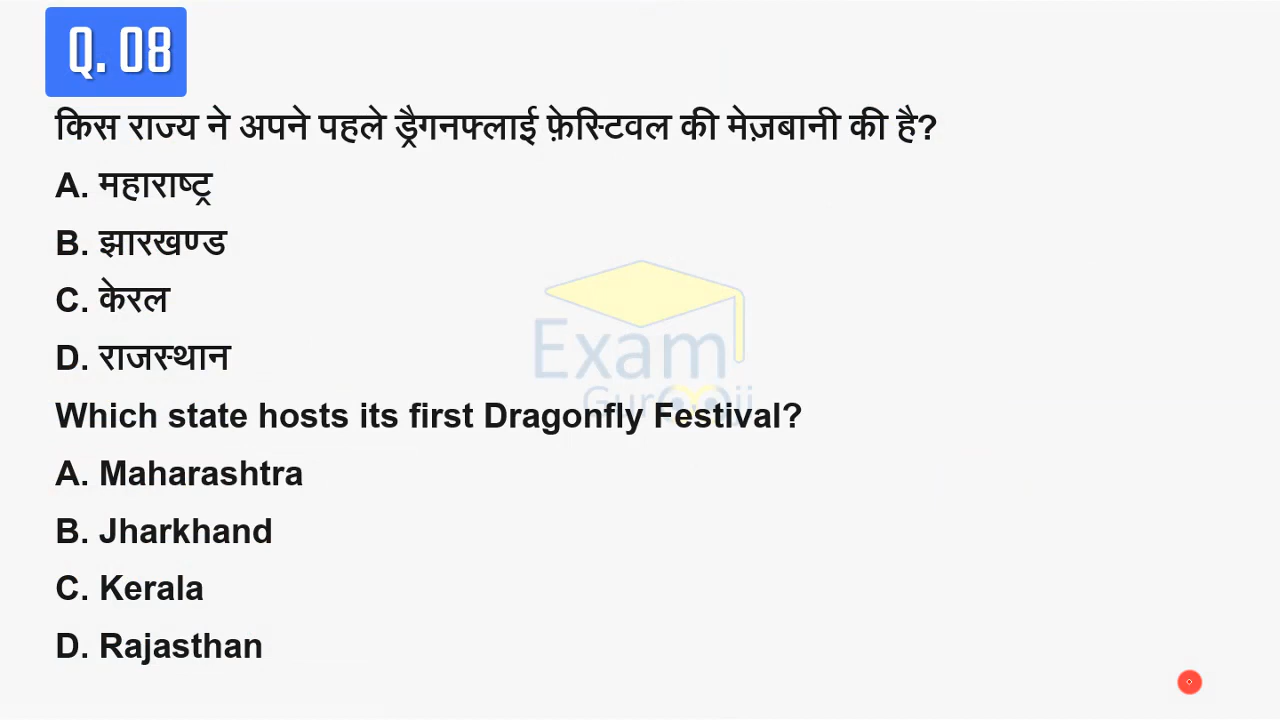 Q. 08
किस राज्य ने अपने पहले ड्रैगनफ्लाई फ़ेस्टिवल की मेज़बानी की है?
A. महाराष्ट्र
B. झारखण्ड
C. केरल
D. राजस्थान
Exam
Gurooji
Which state hosts its first Dragonfly Festival?
A. Maharashtra
B. Jharkhand
C. Kerala
D. Rajasthan